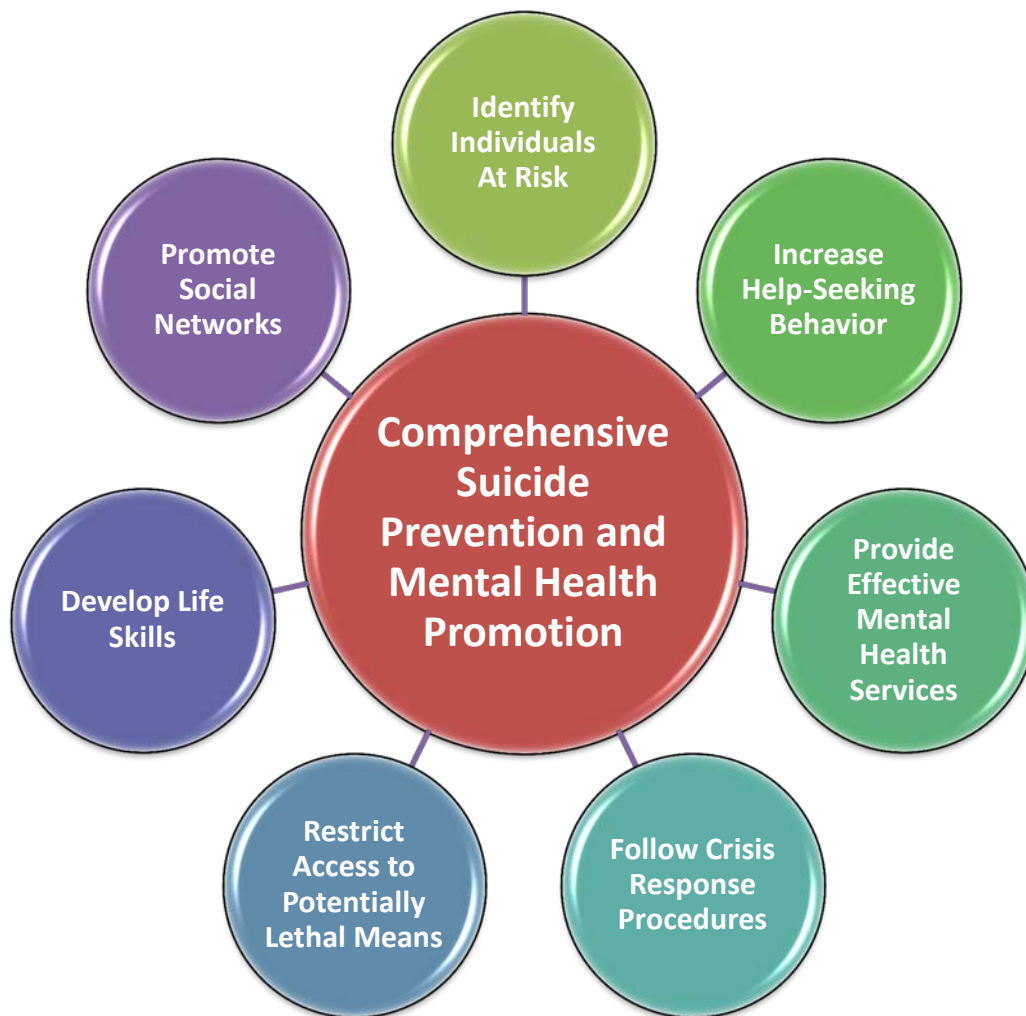 Identify
Individuals
At Risk
Increase
Help-Seeking
Behavior
Provide
Effective
Mental
Health
Services
Follow Crisis
Response
Procedures
Restrict
Access to
Potentially
Lethal Means
Develop Life
Skills
Promote
Social
Networks
Comprehensive
Suicide
Prevention and
Mental Health
Promotion